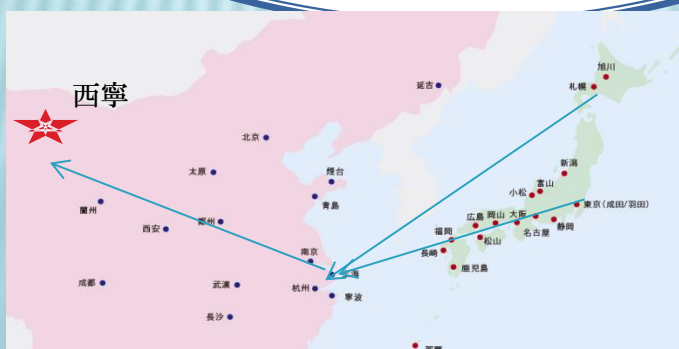 旭川
札幌
西寧
延吉
北京
新潟
太原
煙台
富山
小松
青島
東京(成田/羽田)
蘭州
広島
岡山
大阪
静岡
西安
鄭州
福岡
名古屋
松山
長崎
南京
鹿児島
成都
武漢
杭州
寧波
長沙